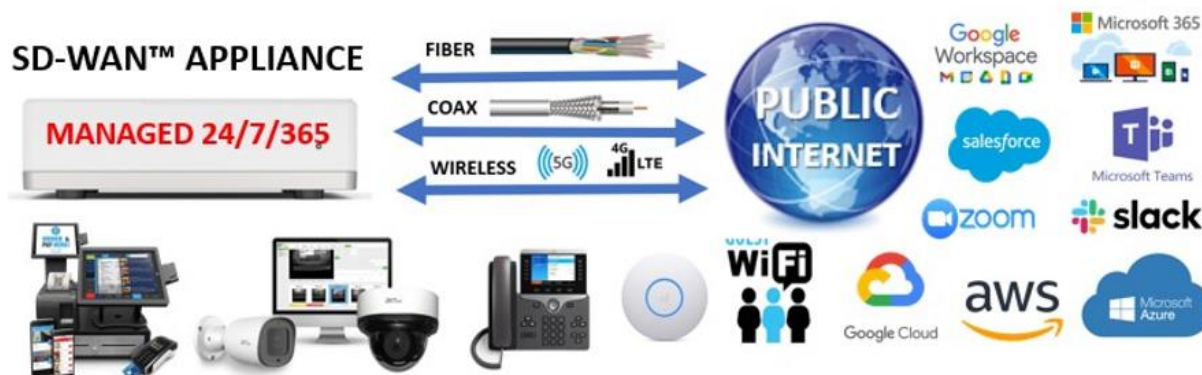 SD-WAN™ APPLIANCE
MANAGED 24/7/365
FIBER
COAX
WIRELESS
5G
4G
LTE
PUBLIC
INTERNET
Google
Workspace
Microsoft 365
salesforce
Microsoft Teams
zoom
slack
GUEST
WiFi
Google Cloud
aws
Microsoft
Azure